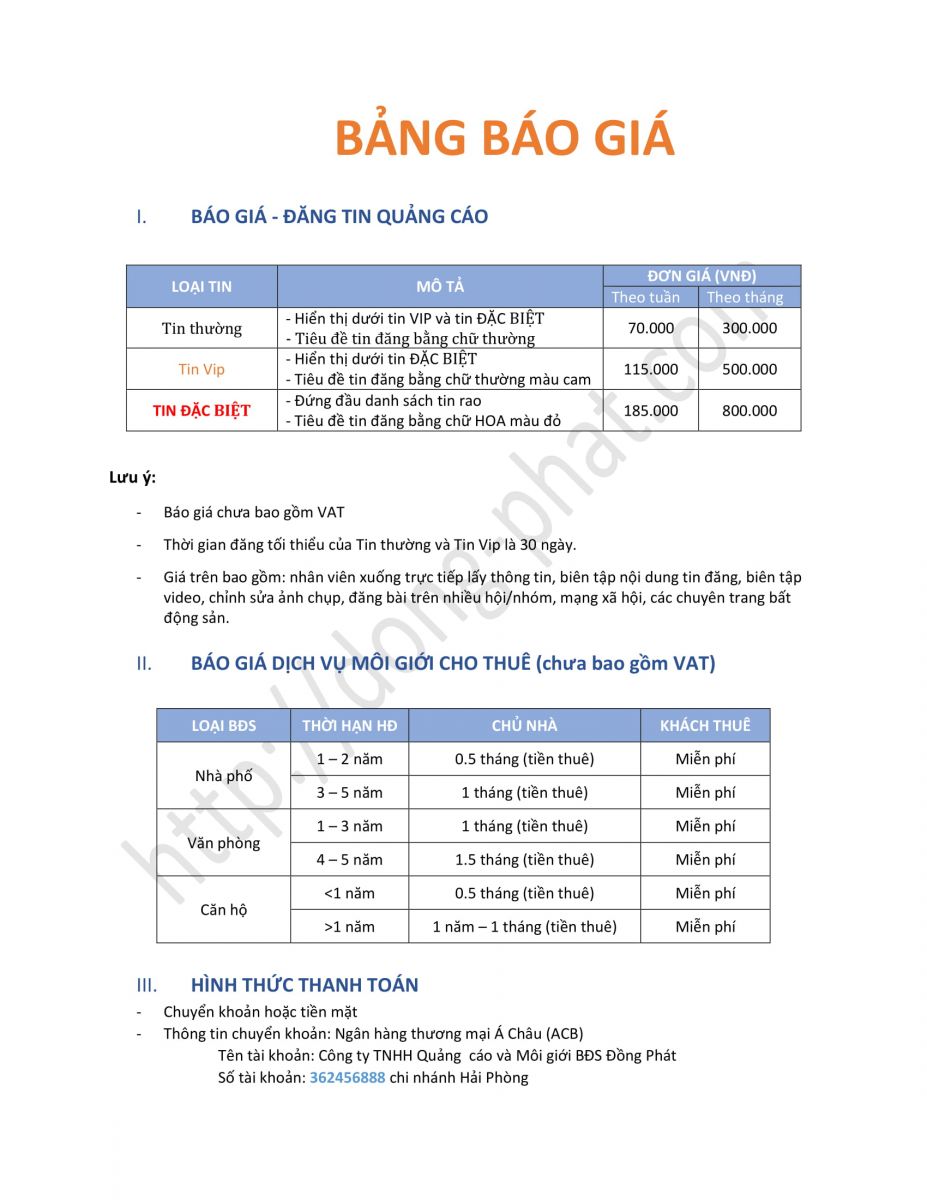 BẢNG BÁO GIÁ
I. BÁO GIÁ - ĐĂNG TIN QUẢNG CÁO
LOẠI TIN MÔ TẢ ĐƠN GIÁ (VNĐ)
Theo tuần Theo tháng
Tin thường - Hiển thị dưới tin VIP và tin ĐẶC BIỆT 70.000 300.000
- Tiêu đề tin đăng bằng chữ thường
Tin Vip - Hiển thị dưới tin ĐẶC BIỆT 115.000 500.000
- Tiêu đề tin đăng bằng chữ thường màu cam
TIN ĐẶC BIỆT - Đứng đầu danh sách tin rao 185.000 800.000
- Tiêu đề tin đăng bằng chữ HOA màu đỏ
Lưu ý:
- Báo giá chưa bao gồm VAT
- Thời gian đăng tối thiểu của Tin thường và Tin Vip là 30 ngày.
- Giá trên bao gồm: nhân viên xuống trực tiếp lấy thông tin, biên tập nội dung tin đăng, biên tập
video, chỉnh sửa ảnh chụp, đăng bài trên nhiều hội/nhóm, mạng xã hội, các chuyên trang bất
động sản.
II. BÁO GIÁ DỊCH VỤ MÔI GIỚI CHO THUÊ (chưa bao gồm VAT)
LOẠI BĐS THỜI HẠN HĐ CHỦ NHÀ KHÁCH THUÊ
Nhà phố 1 – 2 năm 0.5 tháng (tiền thuê) Miễn phí
3 – 5 năm 1 tháng (tiền thuê) Miễn phí
Văn phòng 1 – 3 năm 1 tháng (tiền thuê) Miễn phí
4 – 5 năm 1.5 tháng (tiền thuê) Miễn phí
Căn hộ <1 năm 0.5 tháng (tiền thuê) Miễn phí
>1 năm 1 năm – 1 tháng (tiền thuê) Miễn phí
III. HÌNH THỨC THANH TOÁN
- Chuyển khoản hoặc tiền mặt
- Thông tin chuyển khoản: Ngân hàng thương mại Á Châu (ACB)
Tên tài khoản: Công ty TNHH Quảng cáo và Môi giới BĐS Đồng Phát
Số tài khoản: 362456888 chi nhánh Hải Phòng
http://dong-phat.com